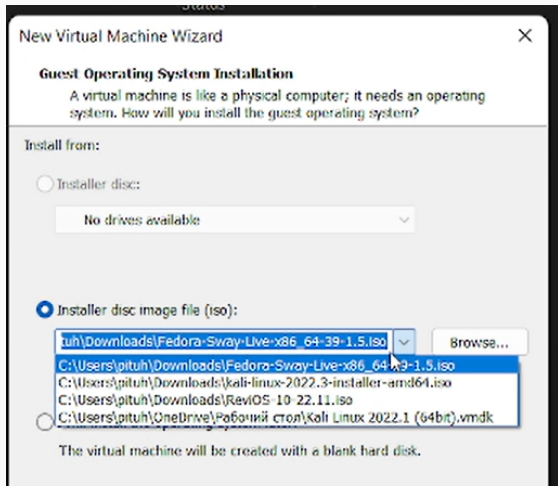 Status
New Virtual Machine Wizard
Guest Operating System Installation
A virtual machine is like a physical computer; it needs an operating
system. How will you install the guest operating system?
Install from:
Installer disc:
No drives available
Installer disc image file (iso):
tuh\Downloads\Fedora-Sway-Live-x86_64-39-1.5.iso
Browse...
C:\Users\pituh\Downloads\Fedora-Sway-Live-x86_64-39-1.5.iso
C:\Users\pituh\Downloads\kali-linux-2022.3-installer-amd64.iso
C:\Users\pituh\Downloads\ReviOS-10-22.11.iso
C:\Users\pituh\OneDrive\Рабочий стол\Kali Linux 2022.1 (64bit).vmdk
The virtual machine will be created with a blank hard disk.